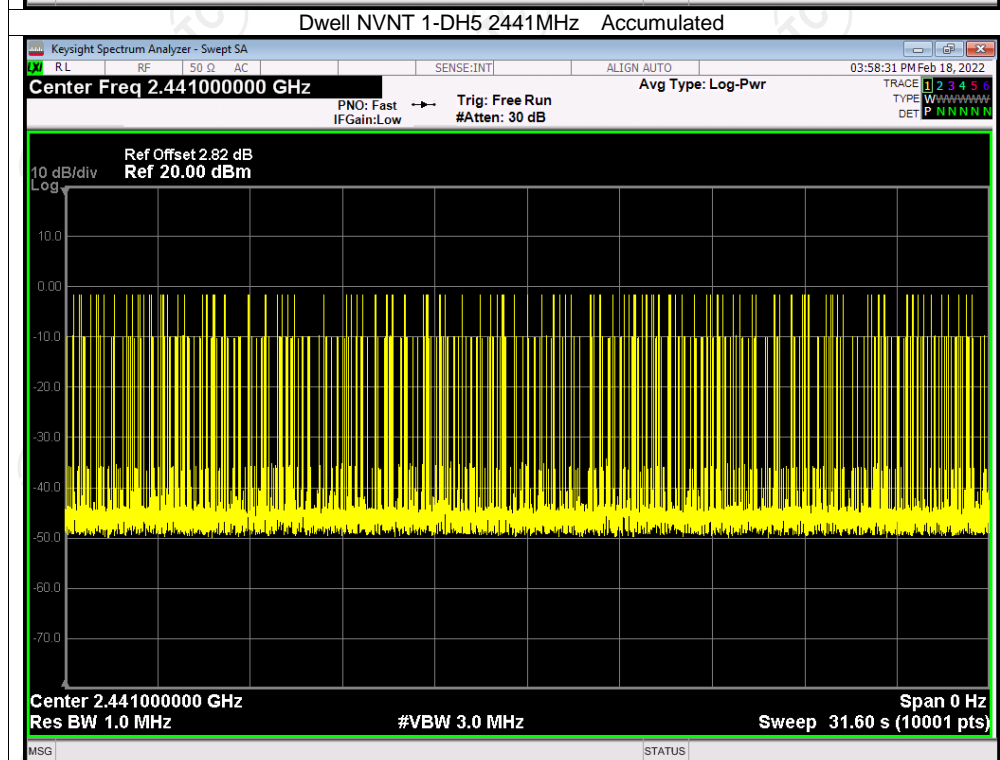 Dwell NVNT 1-DH5 2441MHz Accumulated
Keysight Spectrum Analyzer - Swept SA
LXI RL RF 50 Ω AC SENSE:INT ALIGN AUTO 03:58:31 PM Feb 18, 2022
Center Freq 2.441000000 GHz Avg Type: Log-Pwr TRACE 1 2 3 4 5 6
PNO: Fast Trig: Free Run TYPE WWWWWW
IFGain:Low #Atten: 30 dB DET P N N N N N
Ref Offset 2.82 dB
10 dB/div Ref 20.00 dBm
Log
10.0
0.00
-10.0
-20.0
-30.0
-40.0
-50.0
-60.0
-70.0
Center 2.441000000 GHz Span 0 Hz
Res BW 1.0 MHz #VBW 3.0 MHz Sweep 31.60 s (10001 pts)
MSG STATUS